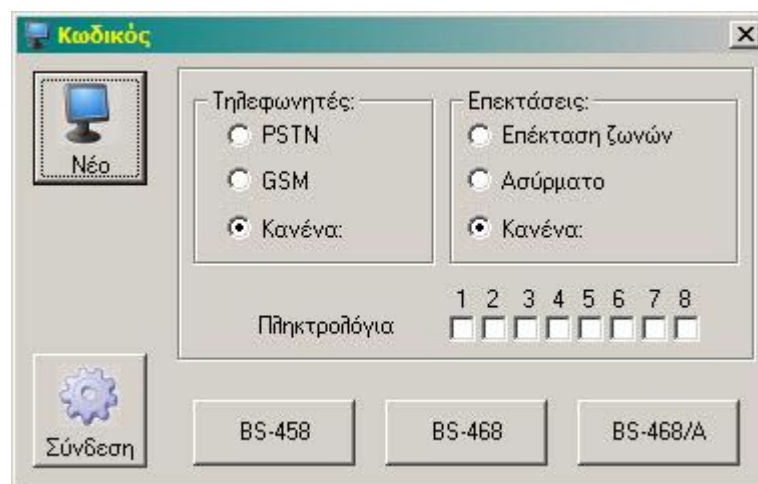 Κωδικός
Νέο
Τηλεφωνητές:
PSTN
GSM
Κανένα:
Επεκτάσεις:
Επέκταση ζωνών
Ασύρματο
Κανένα:
Πληκτρολόγια
1 2 3 4 5 6 7 8
Σύνδεση
BS-458
BS-468
BS-468/A